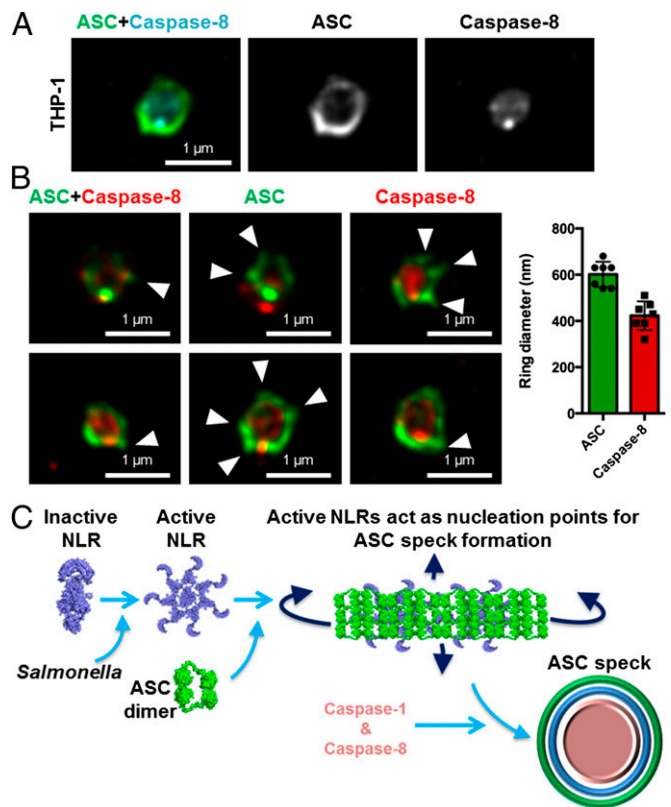 A
ASC+Caspase-8
ASC
Caspase-8
THP-1
1 µm
B
ASC+Caspase-8
ASC
Caspase-8
1 µm
1 µm
1 µm
1 µm
1 µm
1 µm
Ring diameter (nm)
800
600
400
200
0
ASC
Caspase-8
C
Inactive
NLR
Active
NLR
Active NLRs act as nucleation points for
ASC speck formation
Salmonella
ASC
dimer
Caspase-1
&
Caspase-8
ASC speck